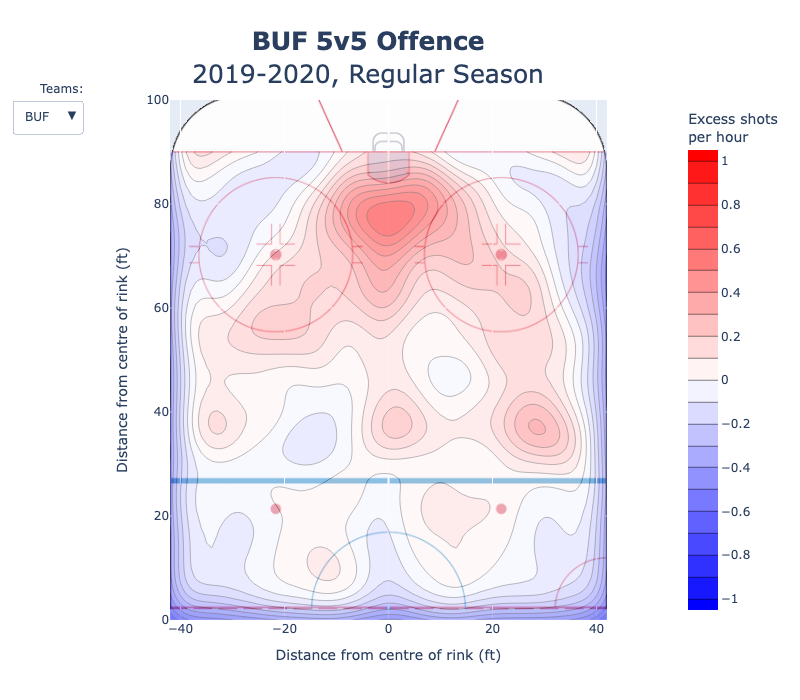 BUF 5v5 Offence
2019-2020, Regular Season
Teams:
BUF ▼
Excess shots
per hour
1
0.8
0.6
0.4
0.2
0
−0.2
−0.4
−0.6
−0.8
−1
100
80
60
40
20
0
Distance from centre of rink (ft)
−40
−20
0
20
40
Distance from centre of rink (ft)